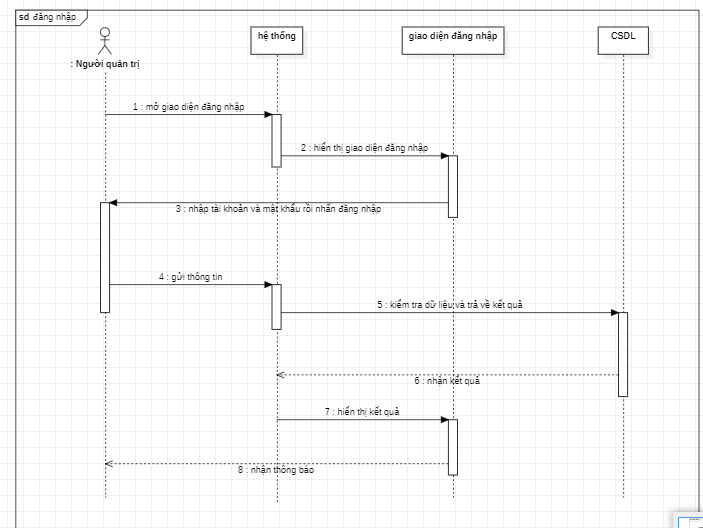 sd đăng nhập
hệ thống
giao diện đăng nhập
CSDL
: Người quản trị
1 : mở giao diện đăng nhập
2 : hiển thị giao diện đăng nhập
3 : nhập tài khoản và mật khẩu rồi nhấn đăng nhập
4 : gửi thông tin
5 : kiểm tra dữ liệu và trả về kết quả
6 : nhận kết quả
7 : hiển thị kết quả
8 : nhận thông báo